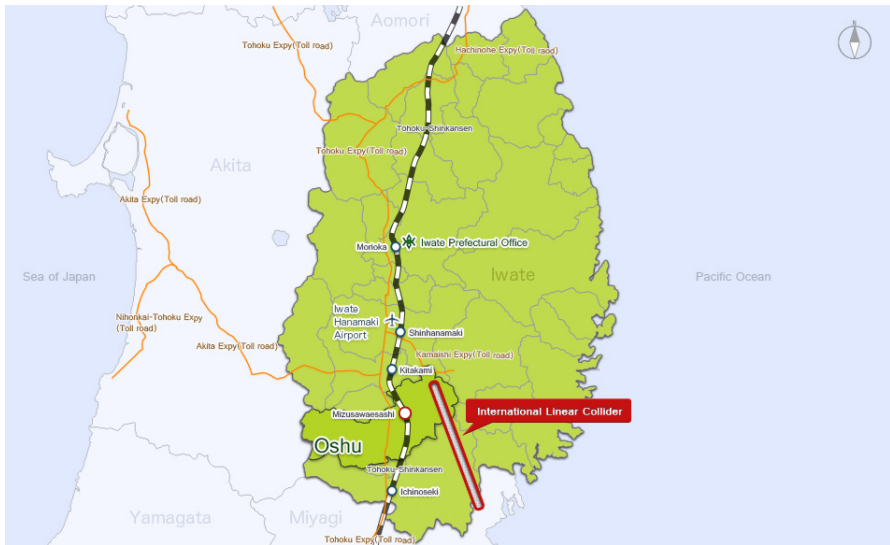 Aomori
Tohoku Expy(Toll road)
Hachinohe Expy(Toll road)
Tohoku-Shinkansen
Tohoku Expy(Toll road)
Akita
Akita Expy(Toll road)
Morioka
Iwate Prefectural Office
Sea of Japan
Iwate
Pacific Ocean
Nihonkai-Tohoku Expy
(Toll road)
Iwate
Hanamaki
Airport
Shinhanamaki
Akita Expy(Toll road)
Kamaishi Expy(Toll road)
Kitakami
Mizusawaesashi
International Linear Collider
Oshu
Tohoku-Shinkansen
Ichinoseki
Yamagata
Miyagi
Tohoku Expy(Toll road)